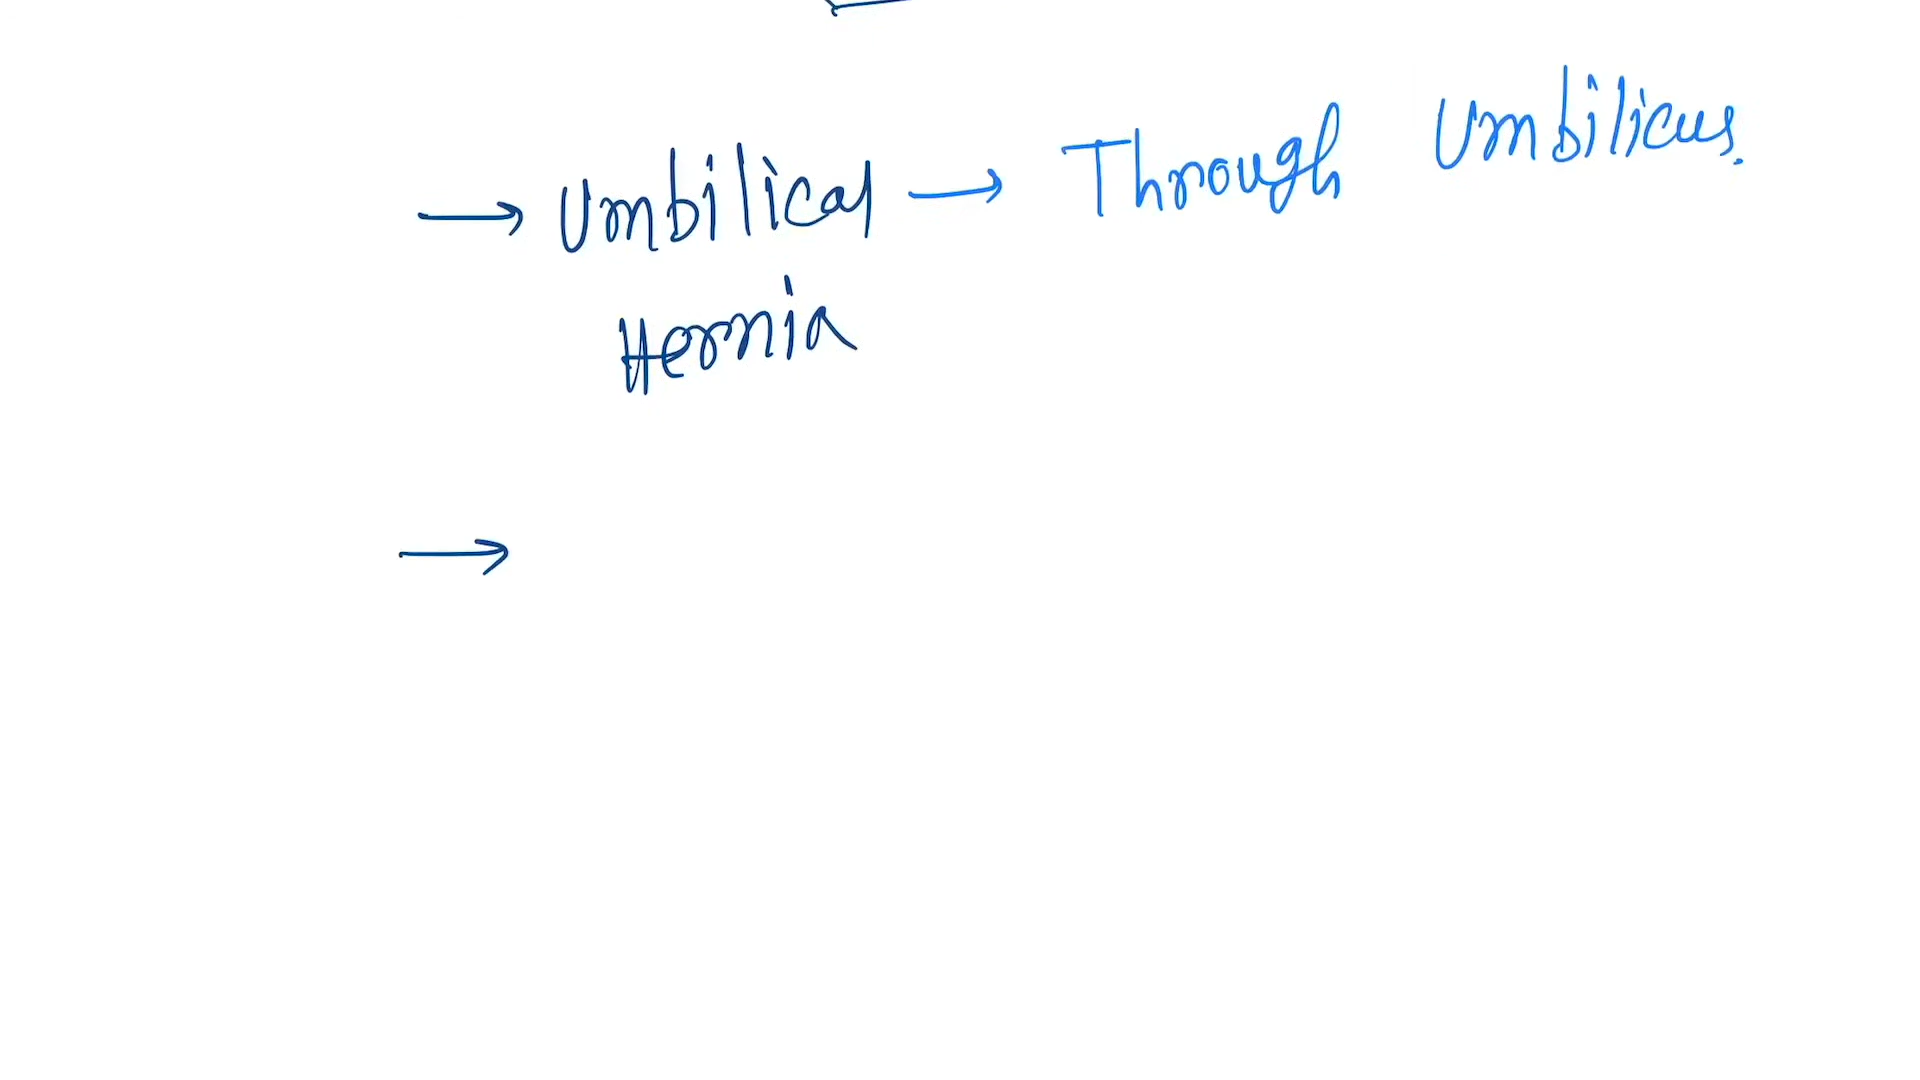 → Umbilical → Through Umbilicus.
Hernia
→